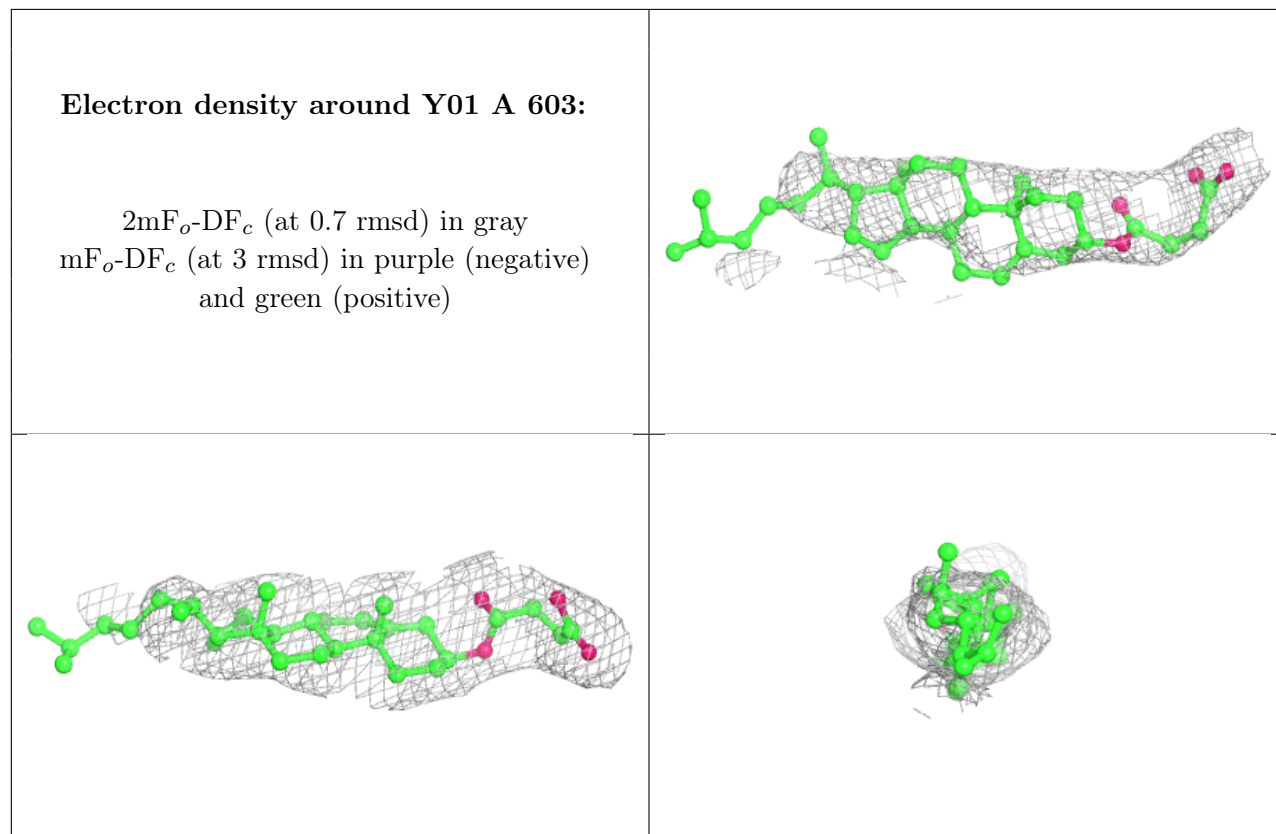 Electron density around Y01 A 603:
2mFo-DFc (at 0.7 rmsd) in gray
mFo-DFc (at 3 rmsd) in purple (negative)
and green (positive)